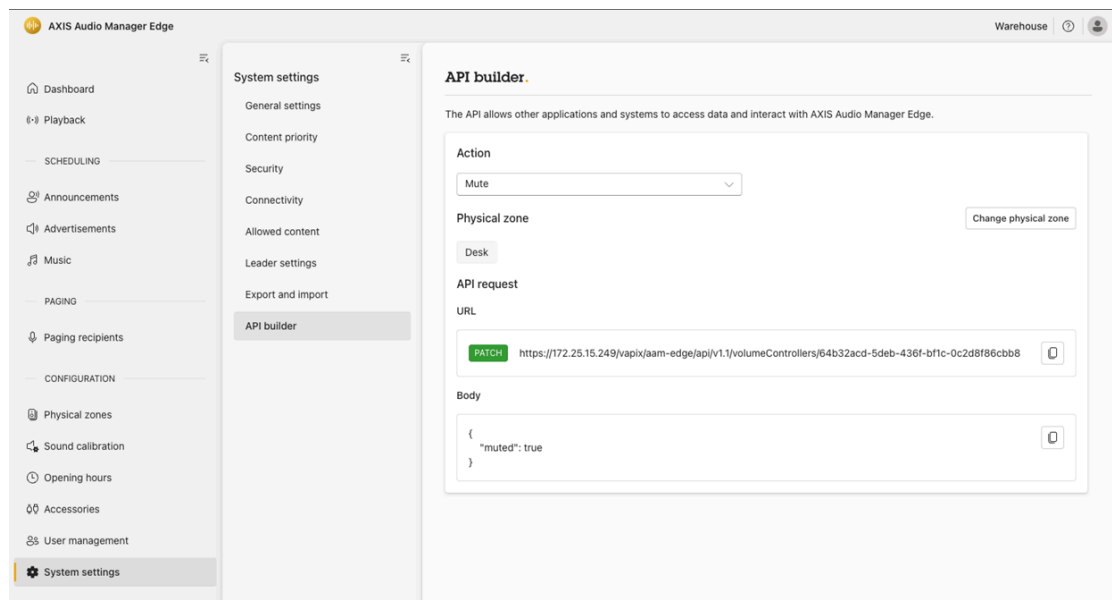 AXIS Audio Manager Edge
Warehouse
Dashboard
Playback
SCHEDULING
Announcements
Advertisements
Music
PAGING
Paging recipients
CONFIGURATION
Physical zones
Sound calibration
Opening hours
Accessories
User management
System settings
System settings
General settings
Content priority
Security
Connectivity
Allowed content
Leader settings
Export and import
API builder
API builder.
The API allows other applications and systems to access data and interact with AXIS Audio Manager Edge.
Action
Mute
Physical zone
Change physical zone
Desk
API request
URL
PATCH https://172.25.15.249/vapix/aam-edge/api/v1.1/volumeControllers/64b32acd-5deb-436f-bf1c-0c2d8f86cbb8
Body
{
"muted": true
}